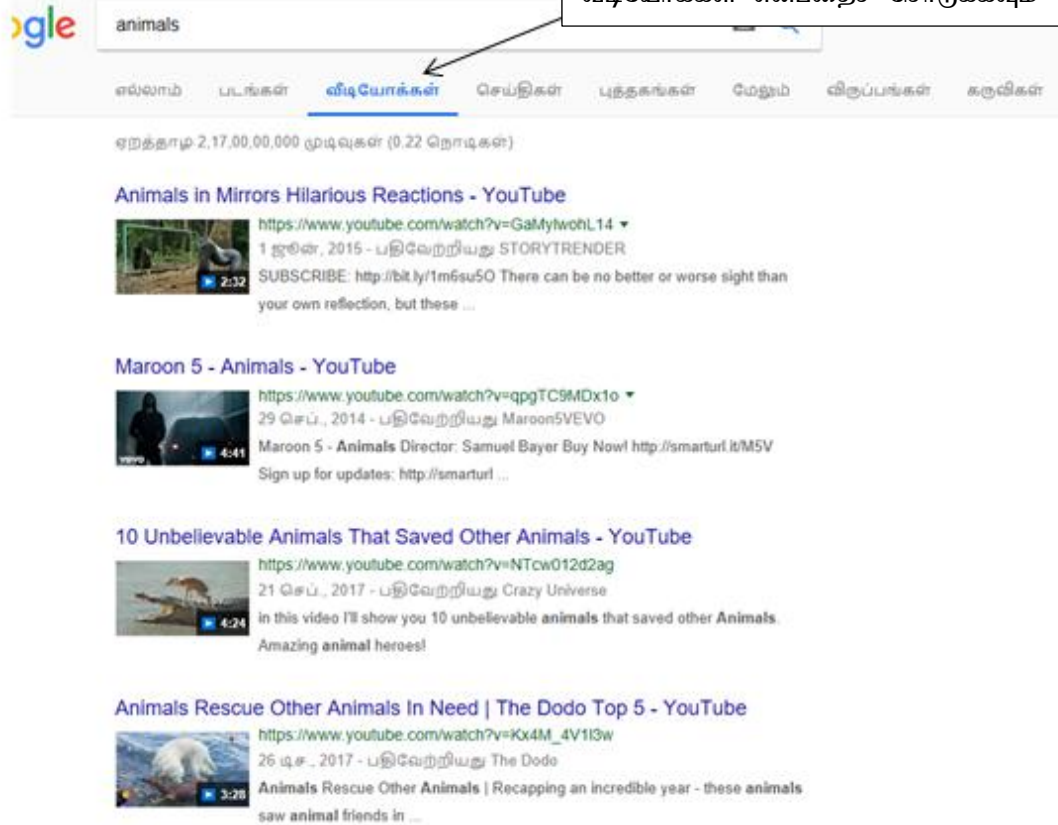 ogle
animals
எல்லாம் படங்கள் வீடியோக்கள் செய்திகள் புத்தகங்கள் மேலும் விருப்பங்கள் கருவிகள்
ஏறத்தாழ 2,17,00,00,000 முடிவுகள் (0.22 நொடிகள்)
Animals in Mirrors Hilarious Reactions - YouTube
https://www.youtube.com/watch?v=GaMylwohL14
1 ஜூன், 2015 - பதிவேற்றியது STORYTRENDER
2:32 SUBSCRIBE: http://bit.ly/1m6su5O There can be no better or worse sight than
your own reflection, but these ...
Maroon 5 - Animals - YouTube
https://www.youtube.com/watch?v=qpgTC9MDx1o
29 செப்., 2014 - பதிவேற்றியது Maroon5VEVO
vevo 4:41 Maroon 5 - Animals Director: Samuel Bayer Buy Now! http://smarturl.it/M5V
Sign up for updates: http://smarturl ...
10 Unbelievable Animals That Saved Other Animals - YouTube
https://www.youtube.com/watch?v=NTcw012d2ag
21 செப்., 2017 - பதிவேற்றியது Crazy Universe
4:24 in this video I'll show you 10 unbelievable animals that saved other Animals.
Amazing animal heroes!
Animals Rescue Other Animals In Need | The Dodo Top 5 - YouTube
https://www.youtube.com/watch?v=Kx4M_4V1I3w
26 டிச., 2017 - பதிவேற்றியது The Dodo
3:28 Animals Rescue Other Animals | Recapping an incredible year - these animals
saw animal friends in ...